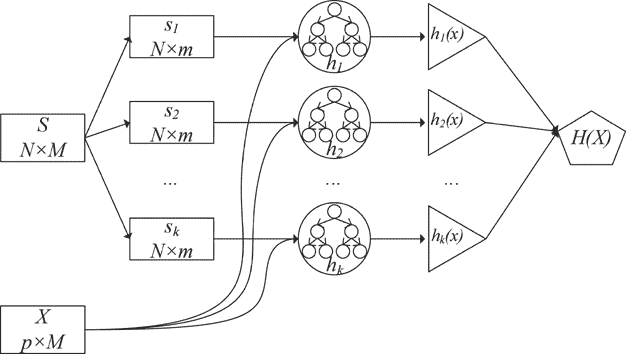 s₁
N×m
h₁
h₁(x)
S
N×M
s₂
N×m
h₂
h₂(x)
H(X)
...
...
...
sₖ
N×m
hₖ
hₖ(x)
X
p×M